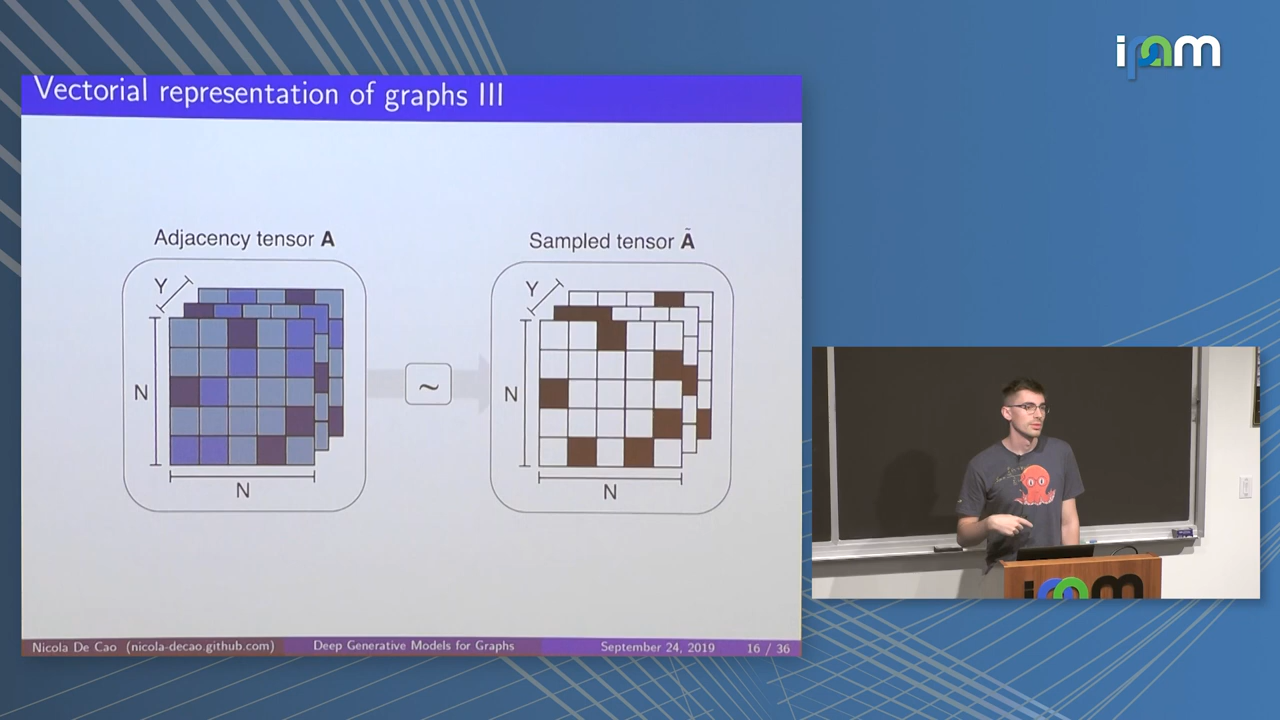 ipam
Vectorial representation of graphs III
Adjacency tensor A
Sampled tensor Ã
Y
Y
N
~
N
N
N
Nicola De Cao (nicola-decao.github.com)
Deep Generative Models for Graphs
September 24, 2019
16 / 36
ipam